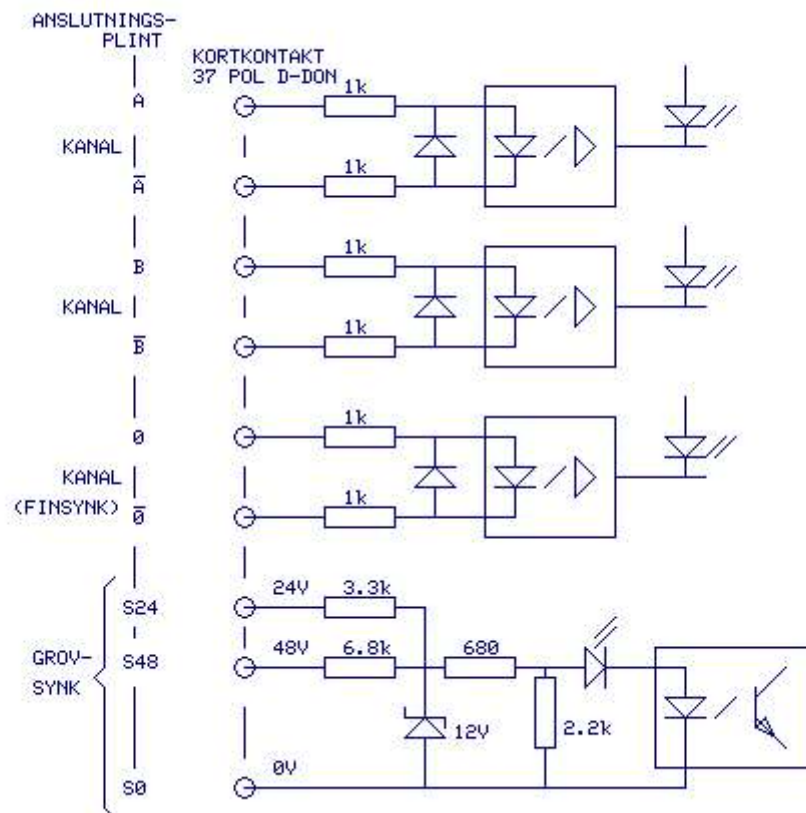 ANSLUTNINGS-
PLINT
KORTKONTAKT
37 POL D-DON
A
1k
KANAL
A̅
1k
B
1k
KANAL
B̅
1k
0
1k
KANAL
(FINSYNK)
0̅
1k
S24
24V
3.3k
GROV-
SYNK
S48
48V
6.8k
680
12V
2.2k
S0
0V